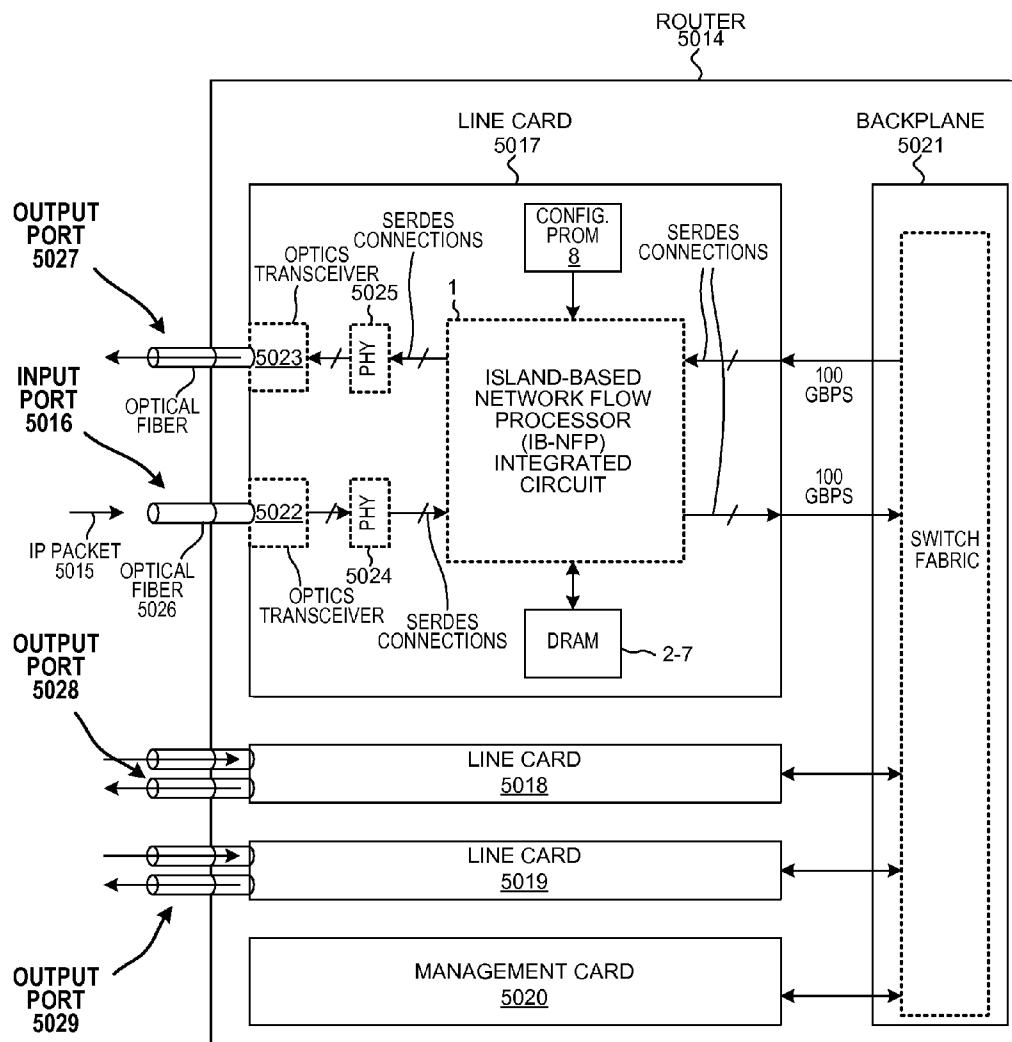 ROUTER
5014
LINE CARD
5017
BACKPLANE
5021
OUTPUT
PORT
5027
SERDES
CONNECTIONS
CONFIG.
PROM
8
SERDES
CONNECTIONS
OPTICS
TRANSCEIVER
5025
1
5023
PHY
INPUT
PORT
5016
OPTICAL
FIBER
ISLAND-BASED
NETWORK FLOW
PROCESSOR
(IB-NFP)
INTEGRATED
CIRCUIT
100
GBPS
100
GBPS
5022
PHY
IP PACKET
5015
OPTICAL
FIBER
5026
5024
OPTICS
TRANSCEIVER
SERDES
CONNECTIONS
SWITCH
FABRIC
DRAM
2-7
OUTPUT
PORT
5028
LINE CARD
5018
LINE CARD
5019
OUTPUT
PORT
5029
MANAGEMENT CARD
5020